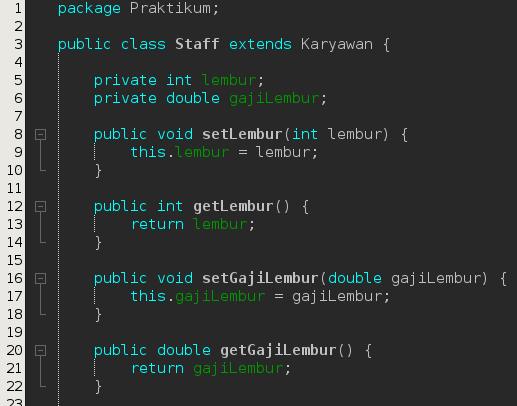 1 package Praktikum;
2
3 public class Staff extends Karyawan {
4
5 private int lembur;
6 private double gajiLembur;
7
8 public void setLembur(int lembur) {
9 this.lembur = lembur;
10 }
11
12 public int getLembur() {
13 return lembur;
14 }
15
16 public void setGajiLembur(double gajiLembur) {
17 this.gajiLembur = gajiLembur;
18 }
19
20 public double getGajiLembur() {
21 return gajiLembur;
22 }
23